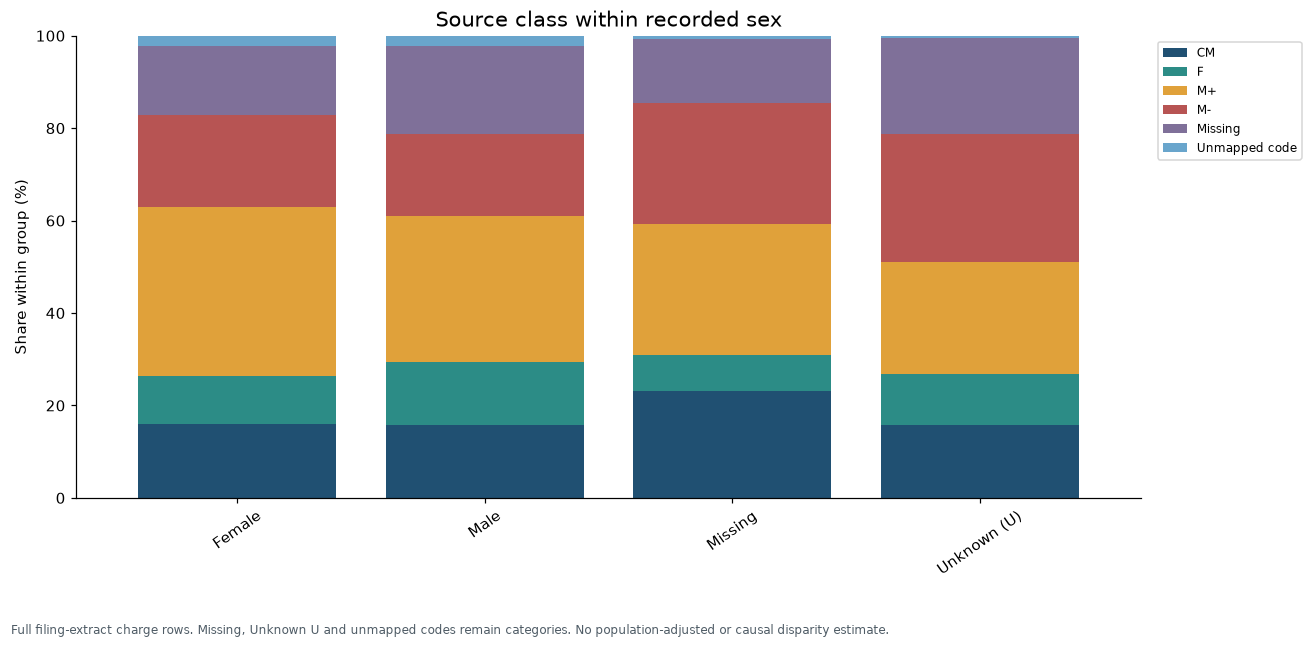 Source class within recorded sex
Share within group (%)
100
80
60
40
20
0
Female
Male
Missing
Unknown (U)
CM
F
M+
M-
Missing
Unmapped code
Full filing-extract charge rows. Missing, Unknown U and unmapped codes remain categories. No population-adjusted or causal disparity estimate.